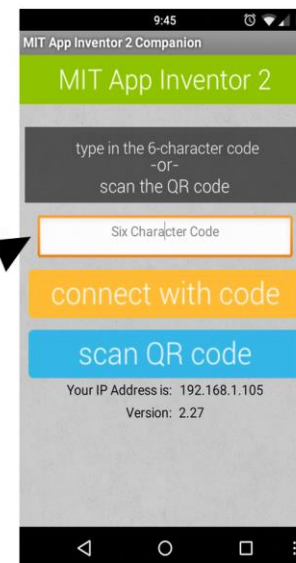 9:45
MIT App Inventor 2 Companion
MIT App Inventor 2
type in the 6-character code
-or-
scan the QR code
Six Character Code
connect with code
scan QR code
Your IP Address is: 192.168.1.105
Version: 2.27